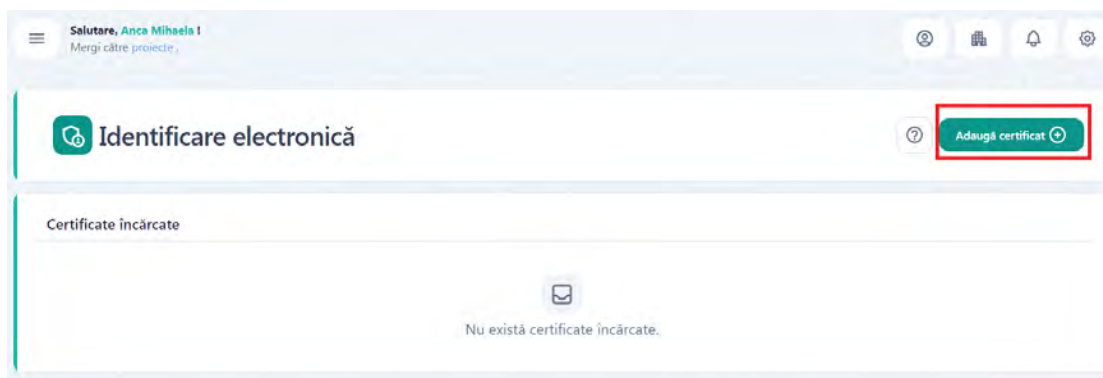 Salutare, Anca Mihaela !
Mergi către proiecte .
Identificare electronică
Adaugă certificat
Certificate încărcate
Nu există certificate încărcate.